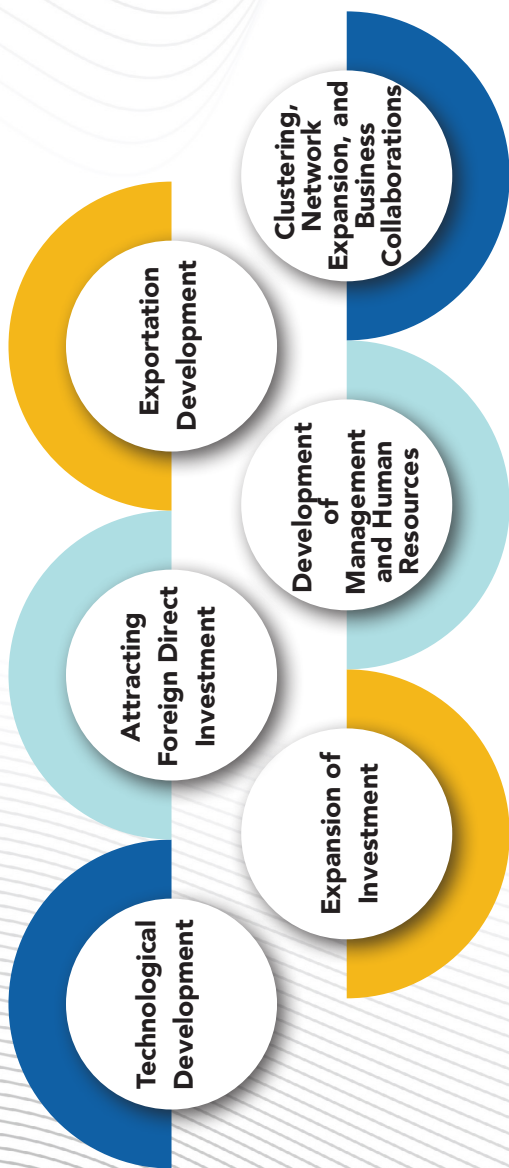 Technological
Development
Attracting
Foreign Direct
Investment
Exportation
Development
Expansion of
Investment
Development
of
Management
and Human
Resources
Clustering,
Network
Expansion, and
Business
Collaborations